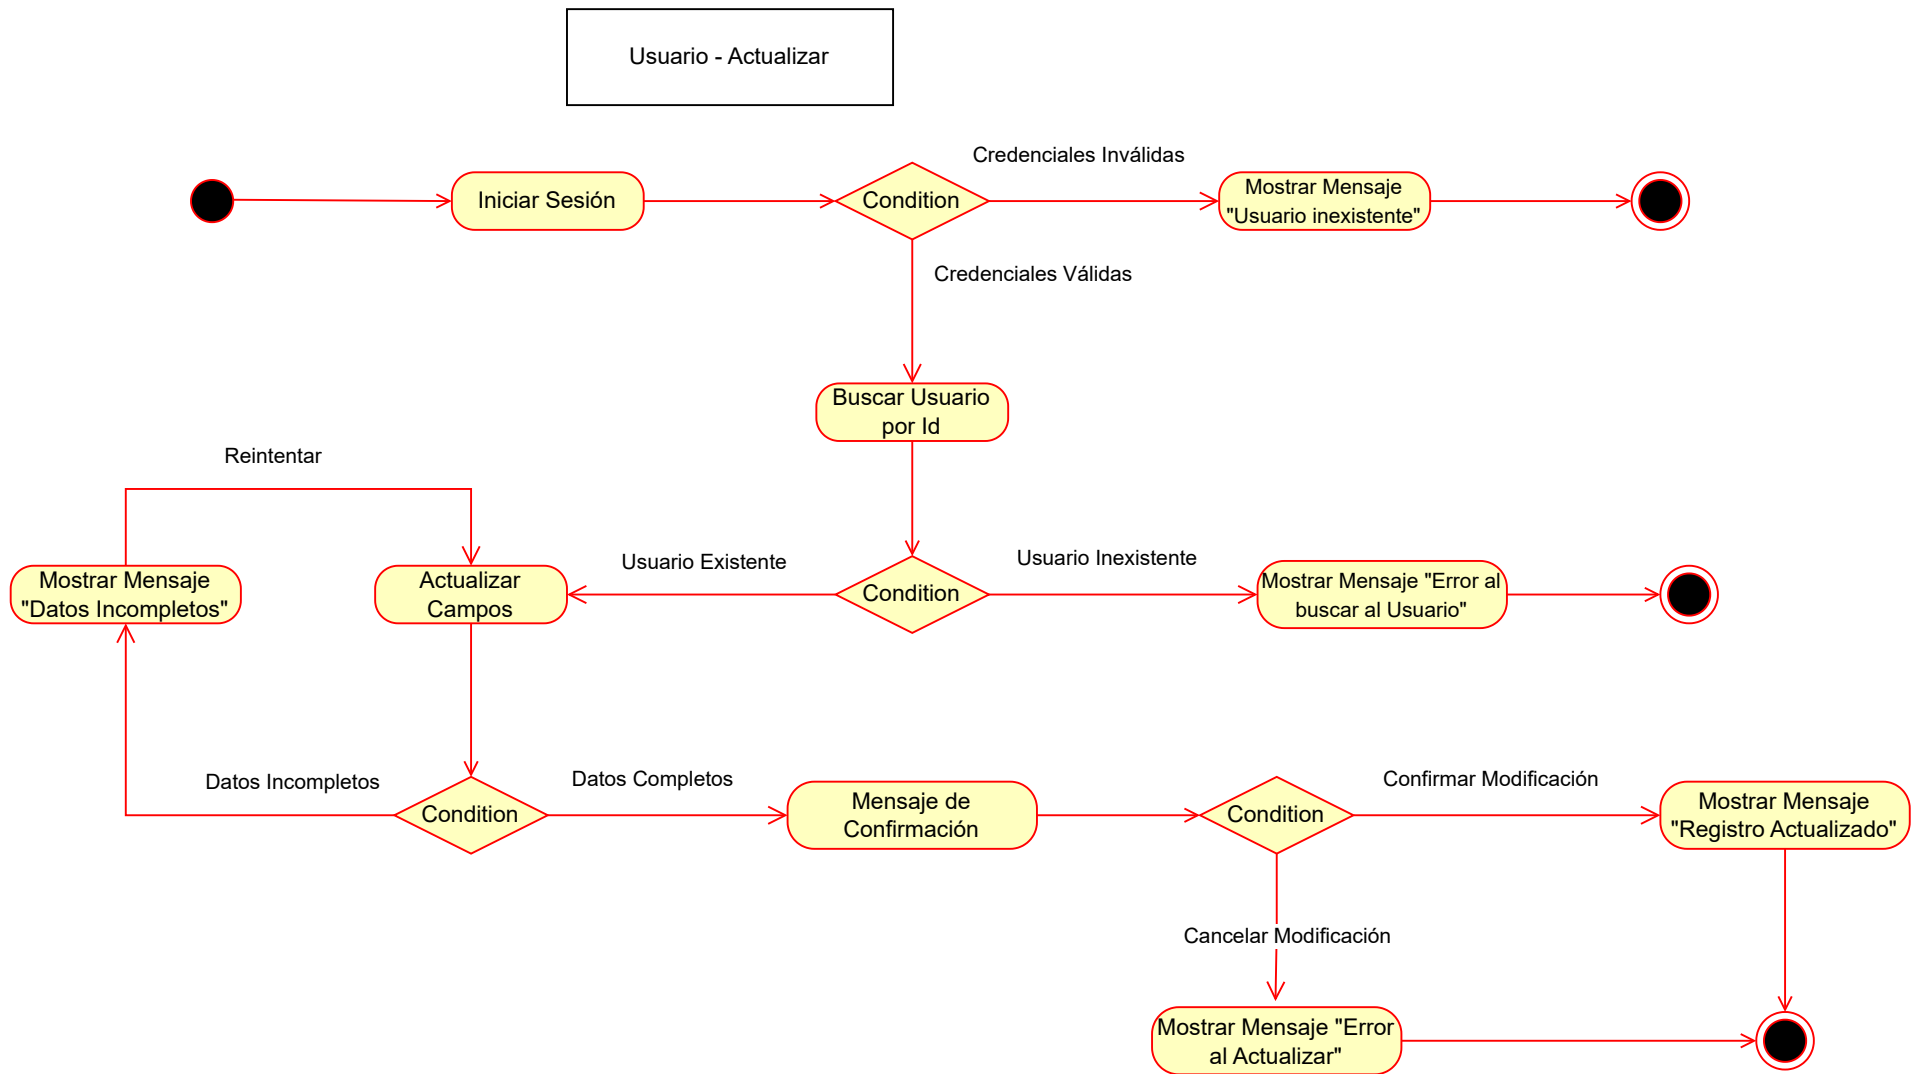 Usuario - Actualizar
Credenciales Inválidas
Iniciar Sesión
Condition
Mostrar Mensaje
"Usuario inexistente"
Credenciales Válidas
Buscar Usuario
por Id
Reintentar
Usuario Existente
Usuario Inexistente
Mostrar Mensaje
"Datos Incompletos"
Actualizar
Campos
Condition
Mostrar Mensaje "Error al
buscar al Usuario"
Datos Incompletos
Datos Completos
Confirmar Modificación
Condition
Mensaje de
Confirmación
Condition
Mostrar Mensaje
"Registro Actualizado"
Cancelar Modificación
Mostrar Mensaje "Error
al Actualizar"